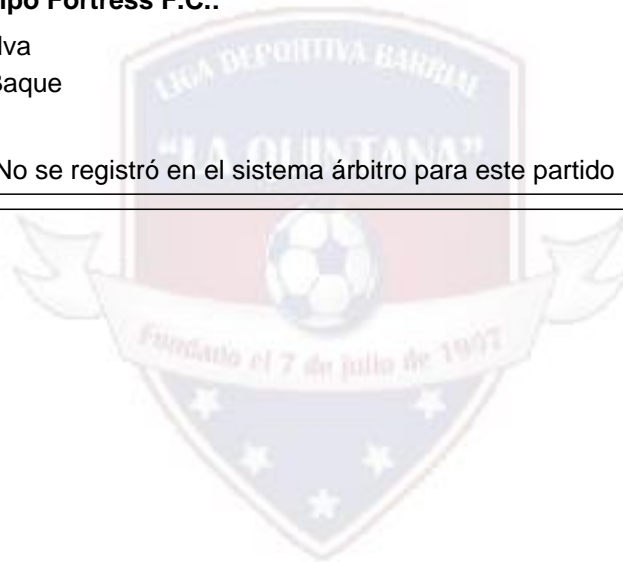 ipo Fortress F.C..
lva
Baque
LIGA DEPORTIVA BARRIAL
"LA QUINTANA"
No se registró en el sistema árbitro para este partido
Fundado el 7 de julio de